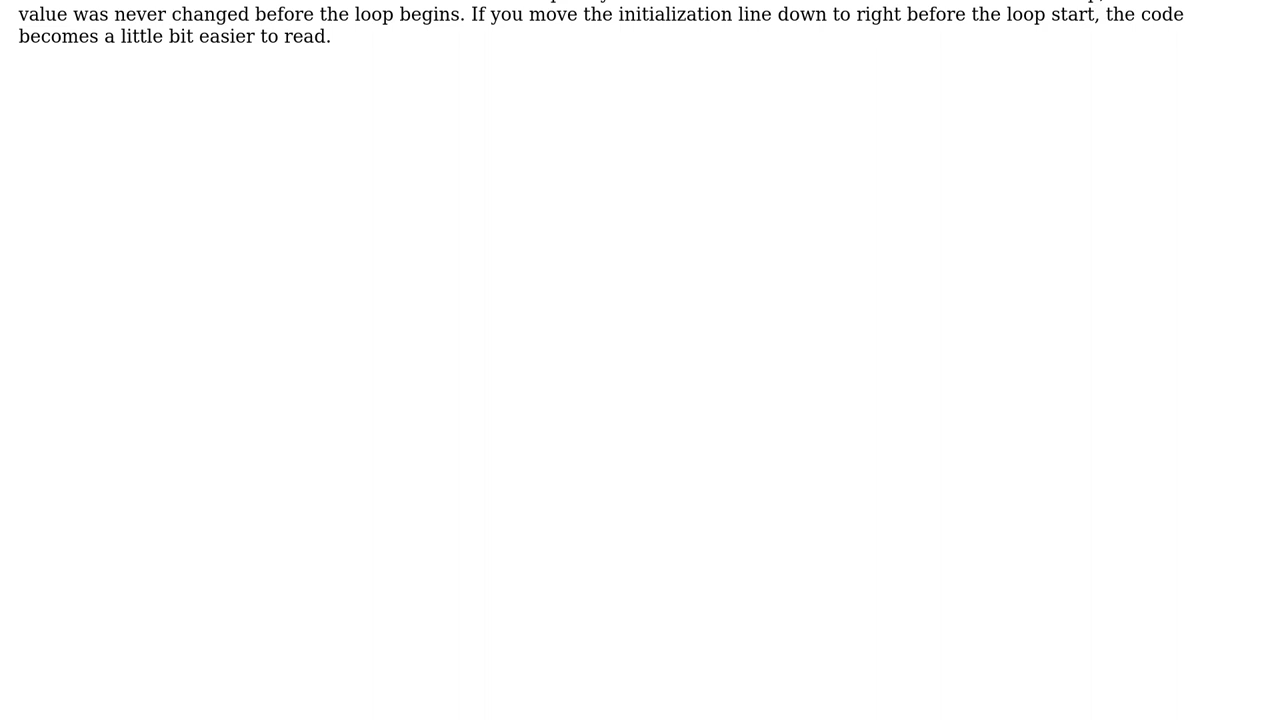 value was never changed before the loop begins. If you move the initialization line down to right before the loop start, the code
becomes a little bit easier to read.